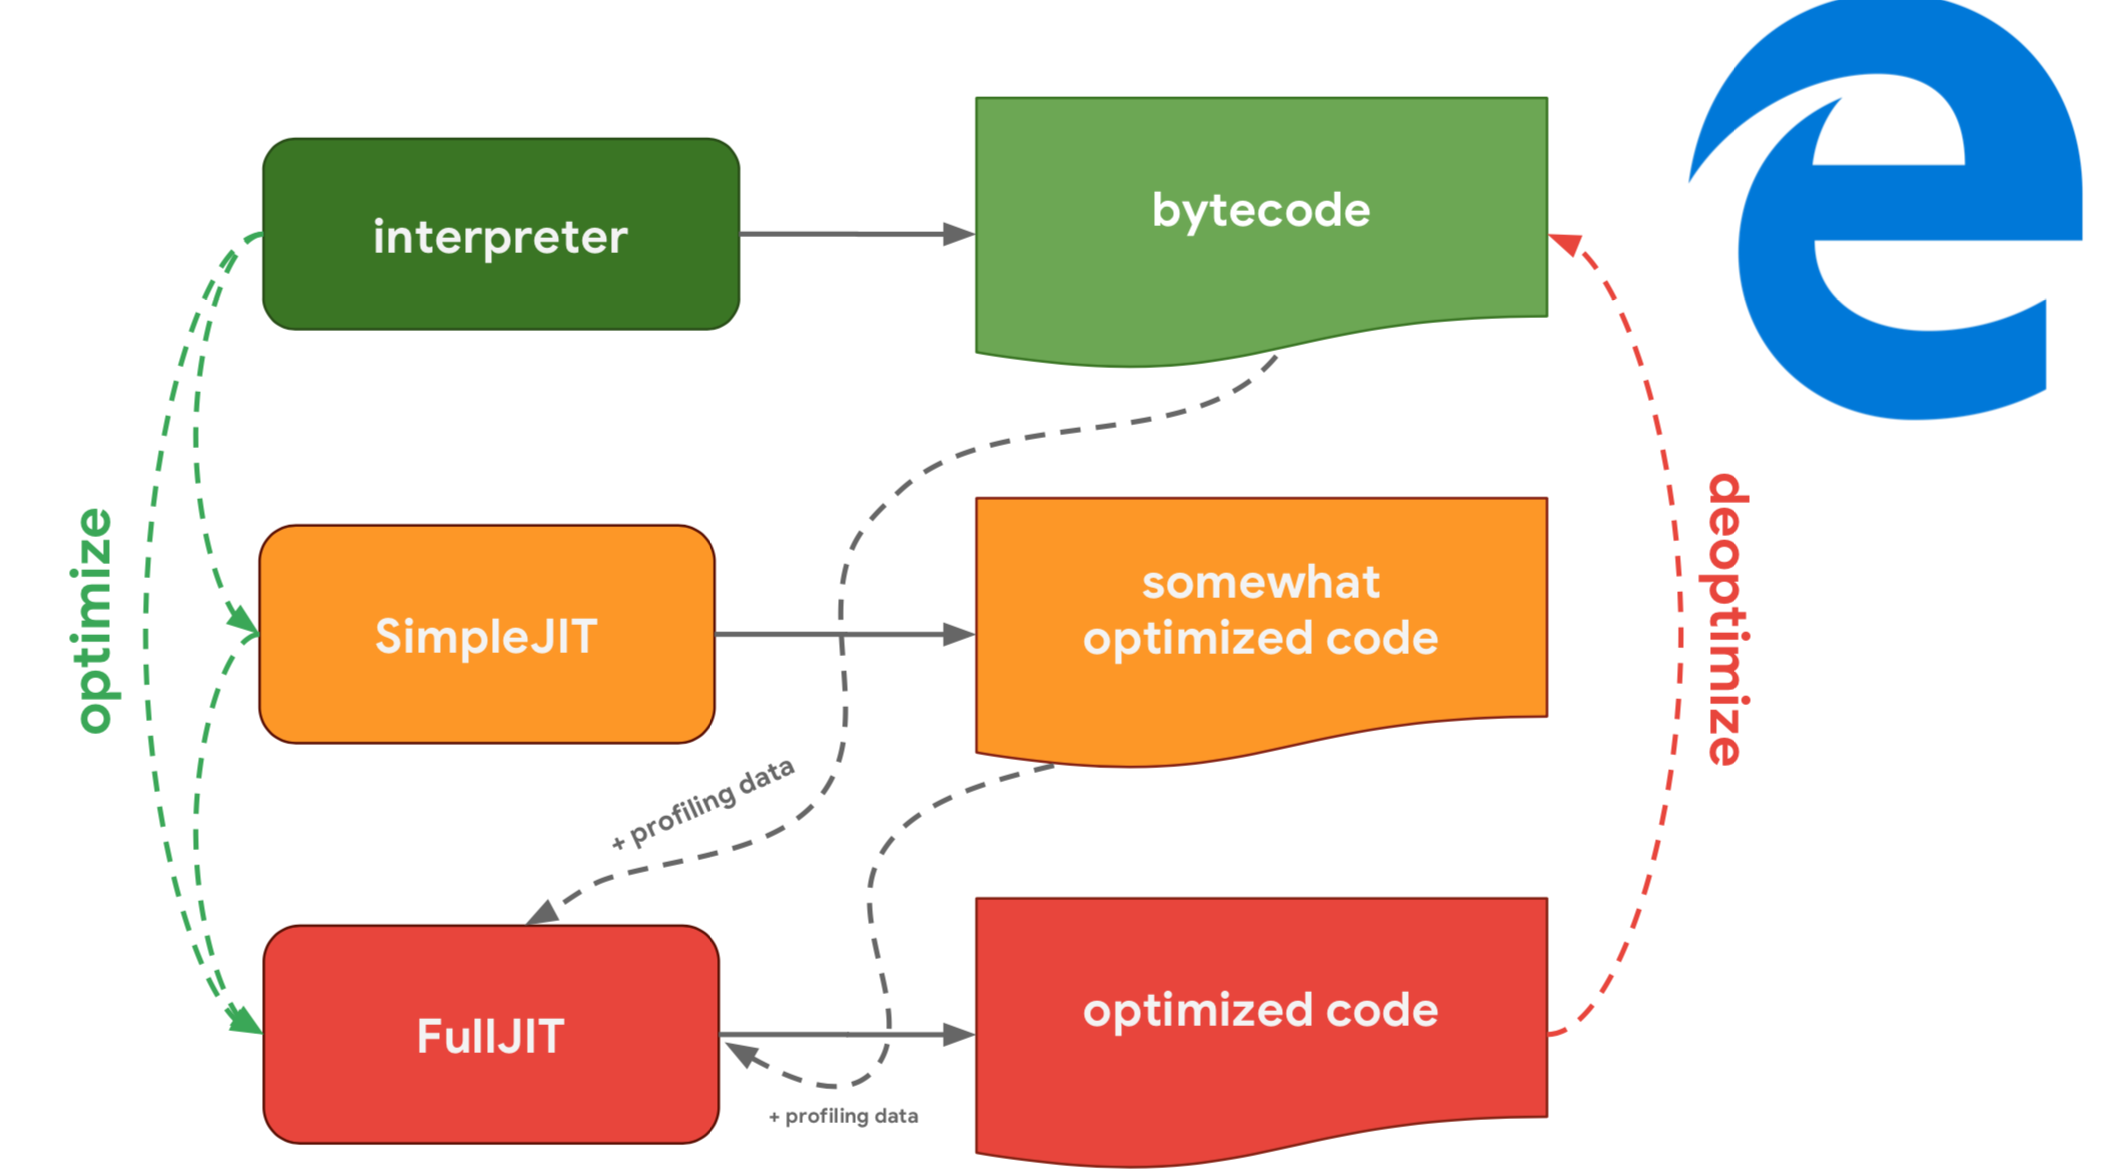 interpreter
bytecode
optimize
SimpleJIT
somewhat
optimized code
deoptimize
+ profiling data
FullJIT
optimized code
+ profiling data